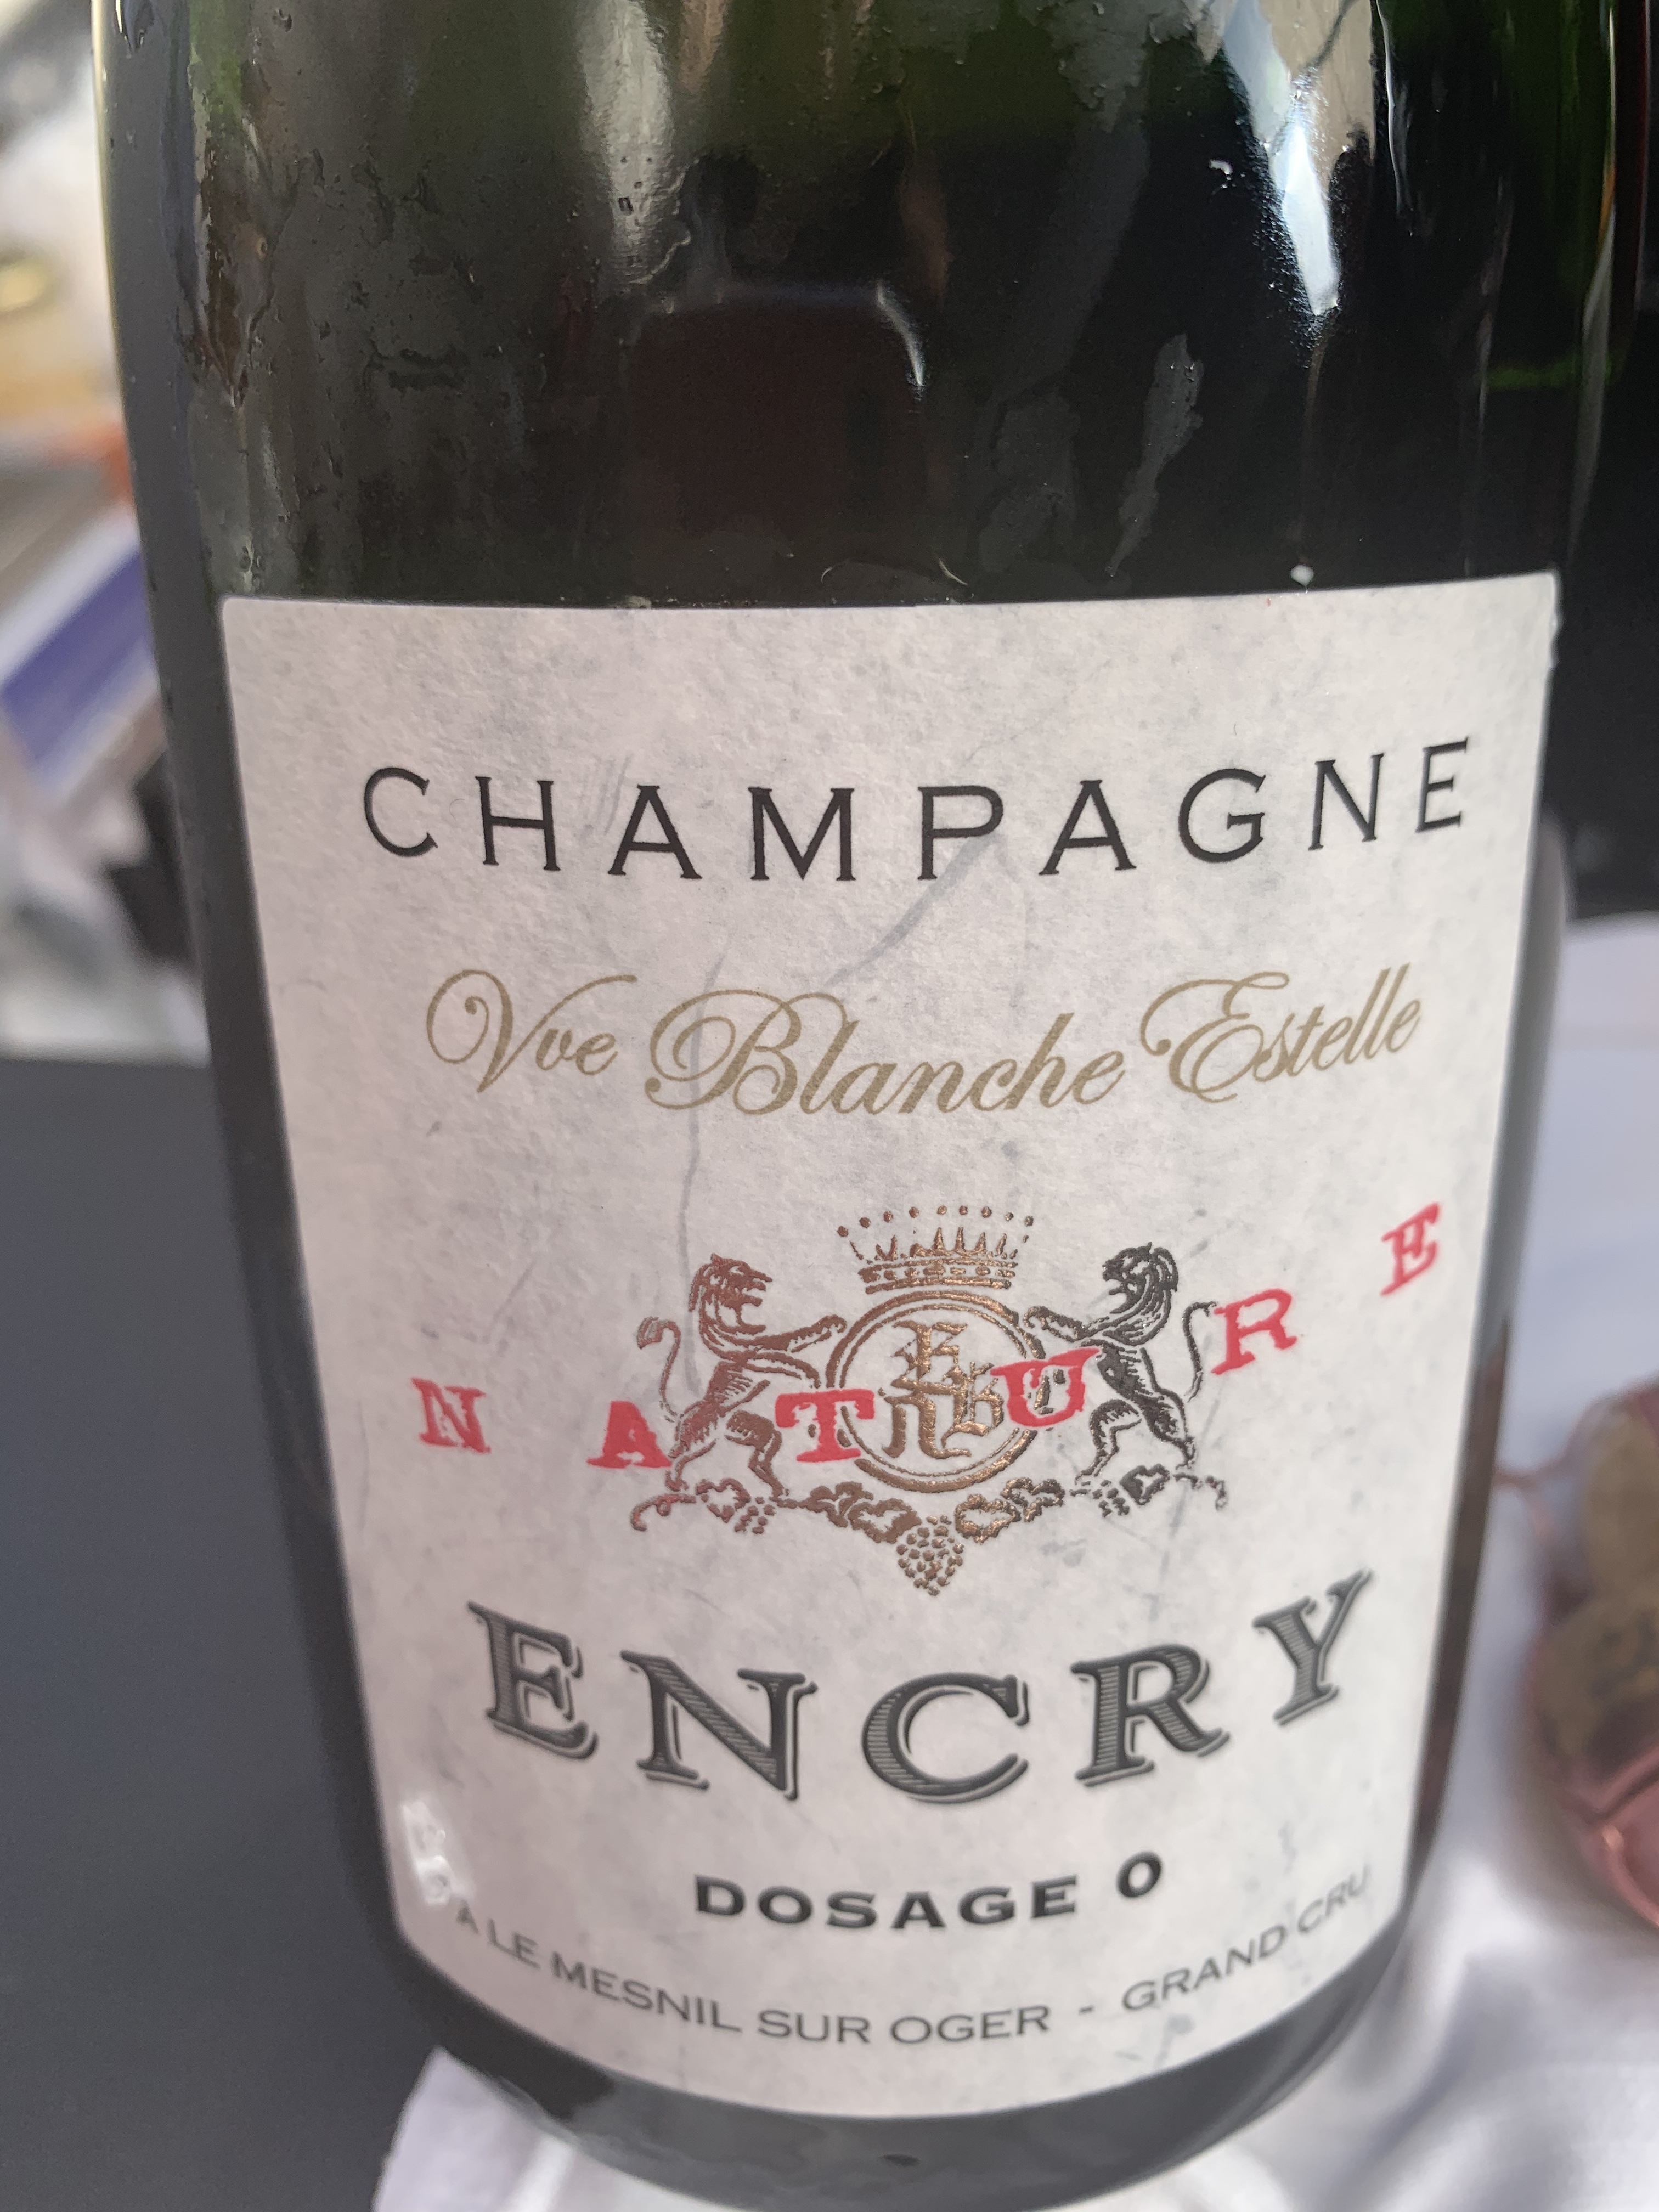 CHAMPAGNE
Vve Blanche Estelle
NATURE
ENCRY
DOSAGE 0
A LE MESNIL SUR OGER - GRAND CRU